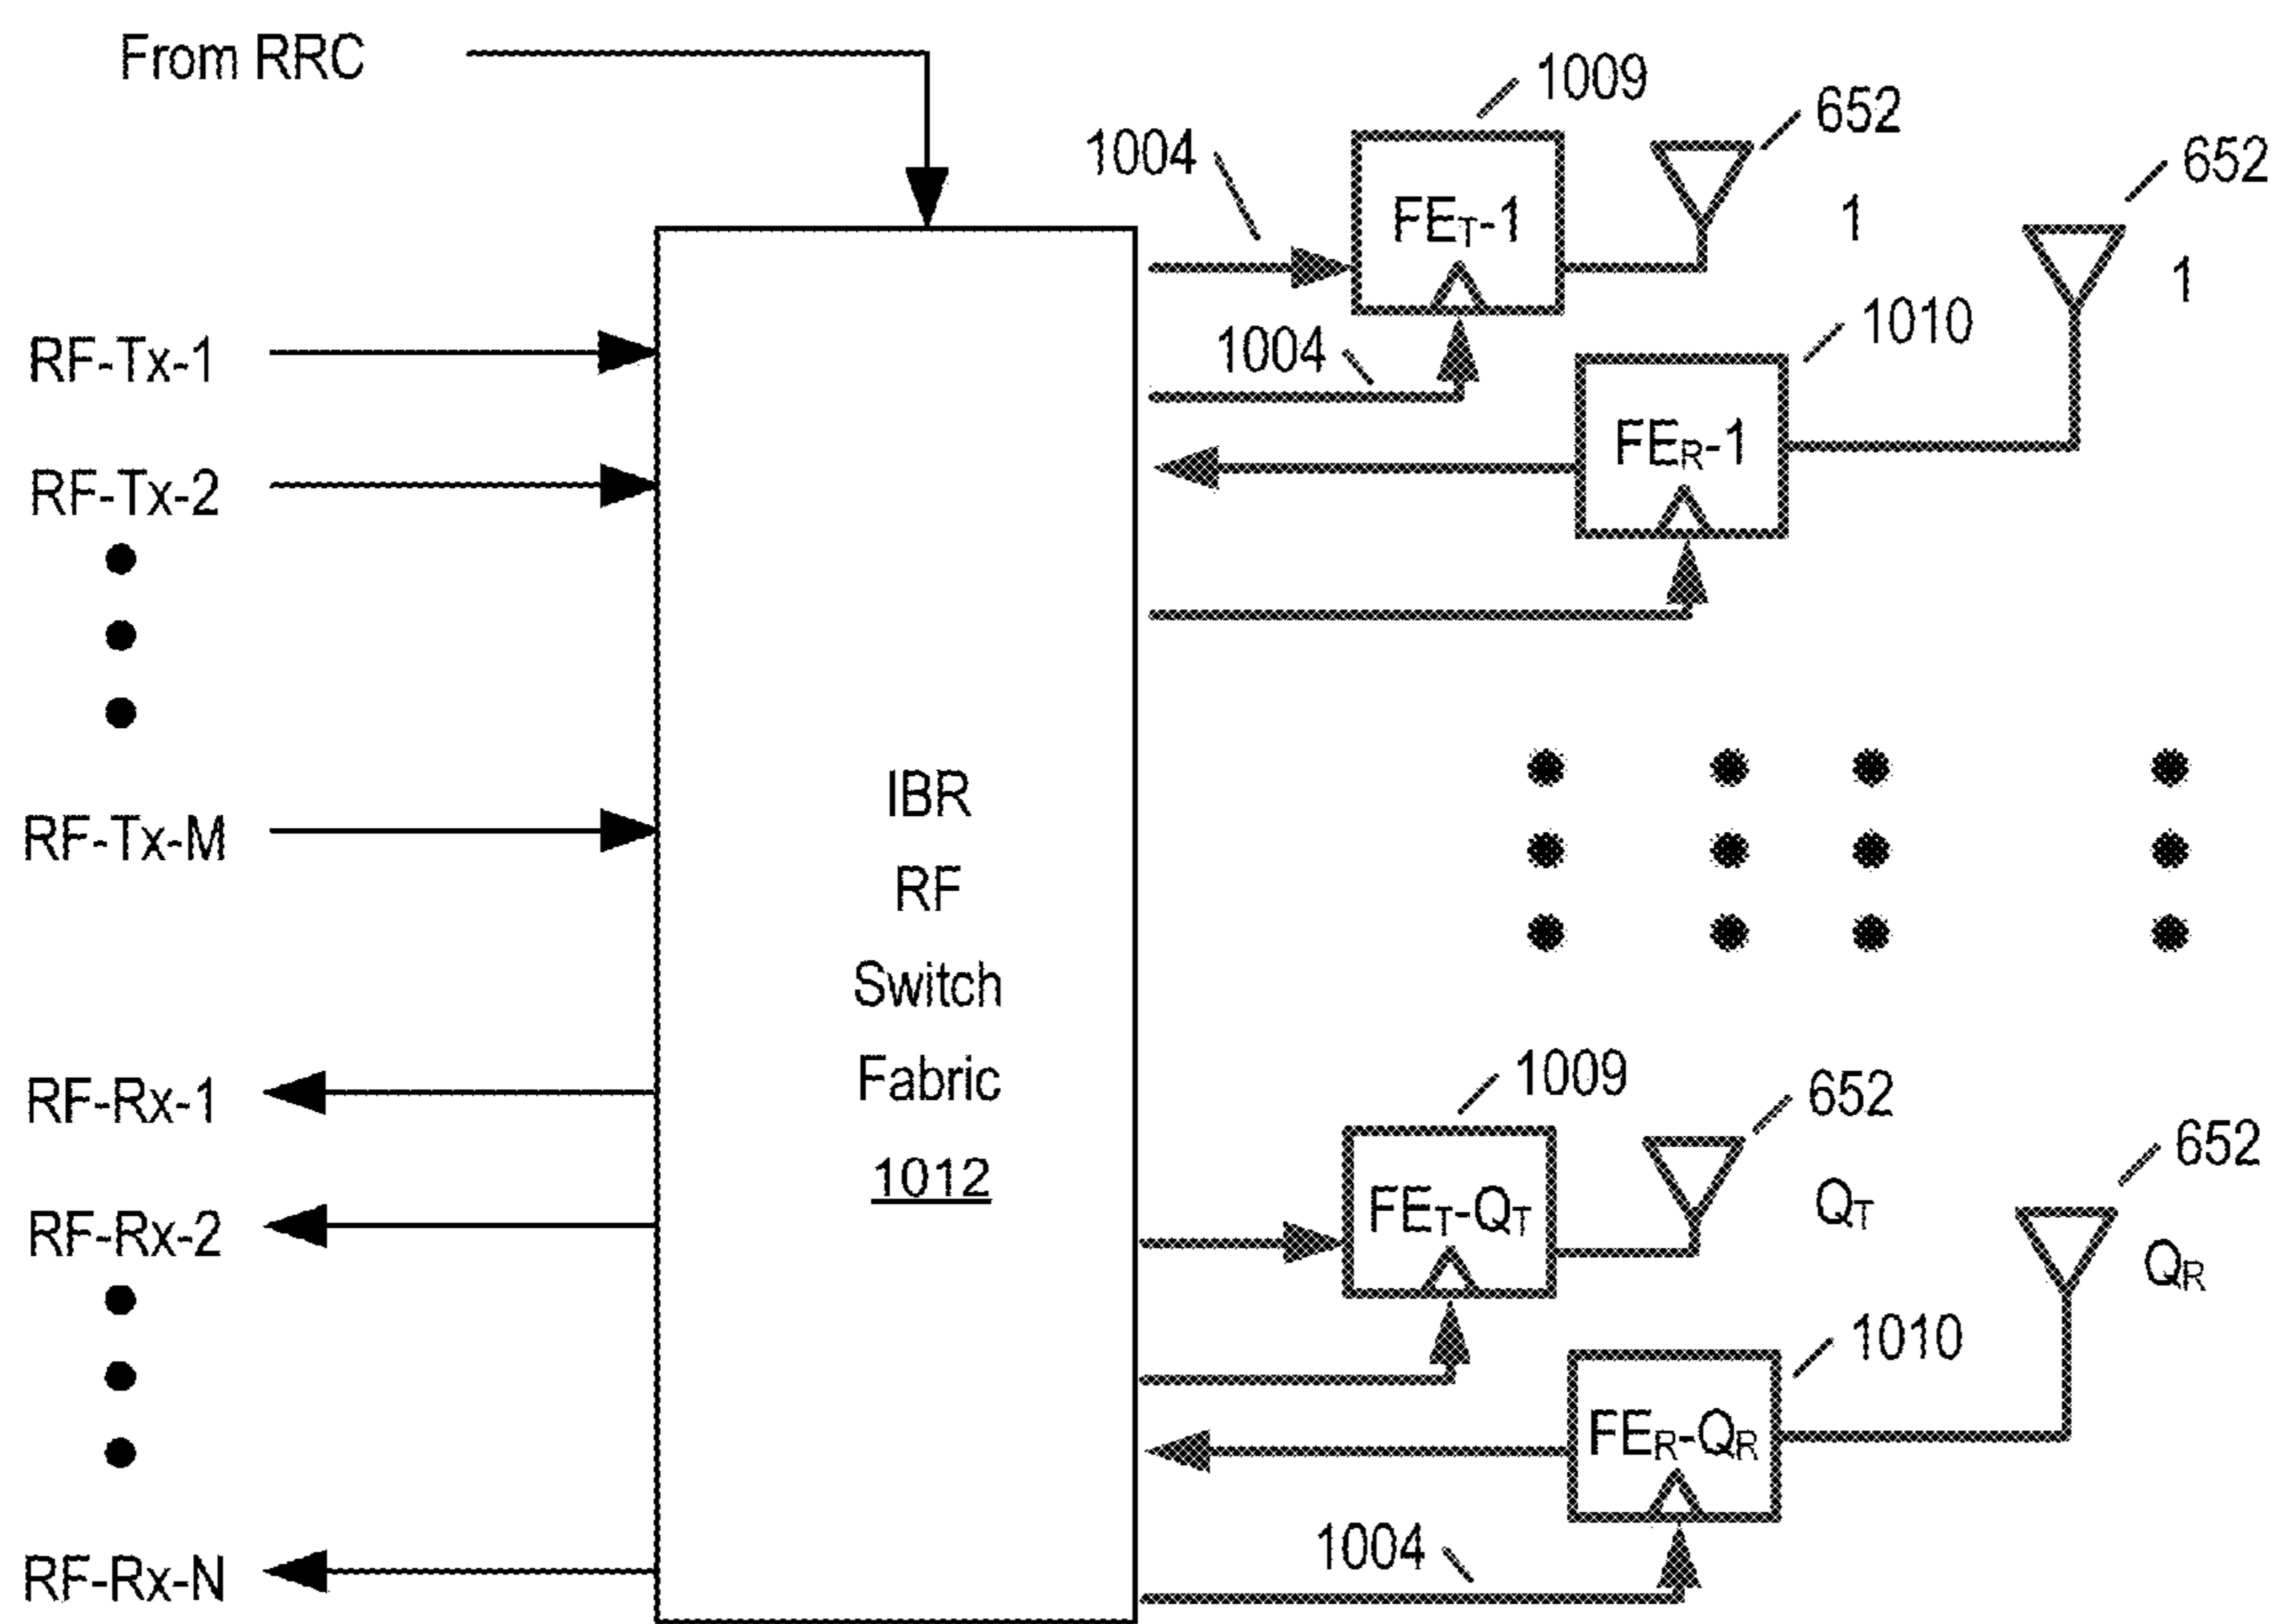 From RRC
1009
652
1004
652
FET-1
1
1
RF-Tx-1
1004
1010
FER-1
RF-Tx-2
IBR
RF-Tx-M
RF
Switch
Fabric
1012
RF-Rx-1
1009
652
652
RF-Rx-2
FET-QT
QT
QR
1010
FER-QR
1004
RF-Rx-N